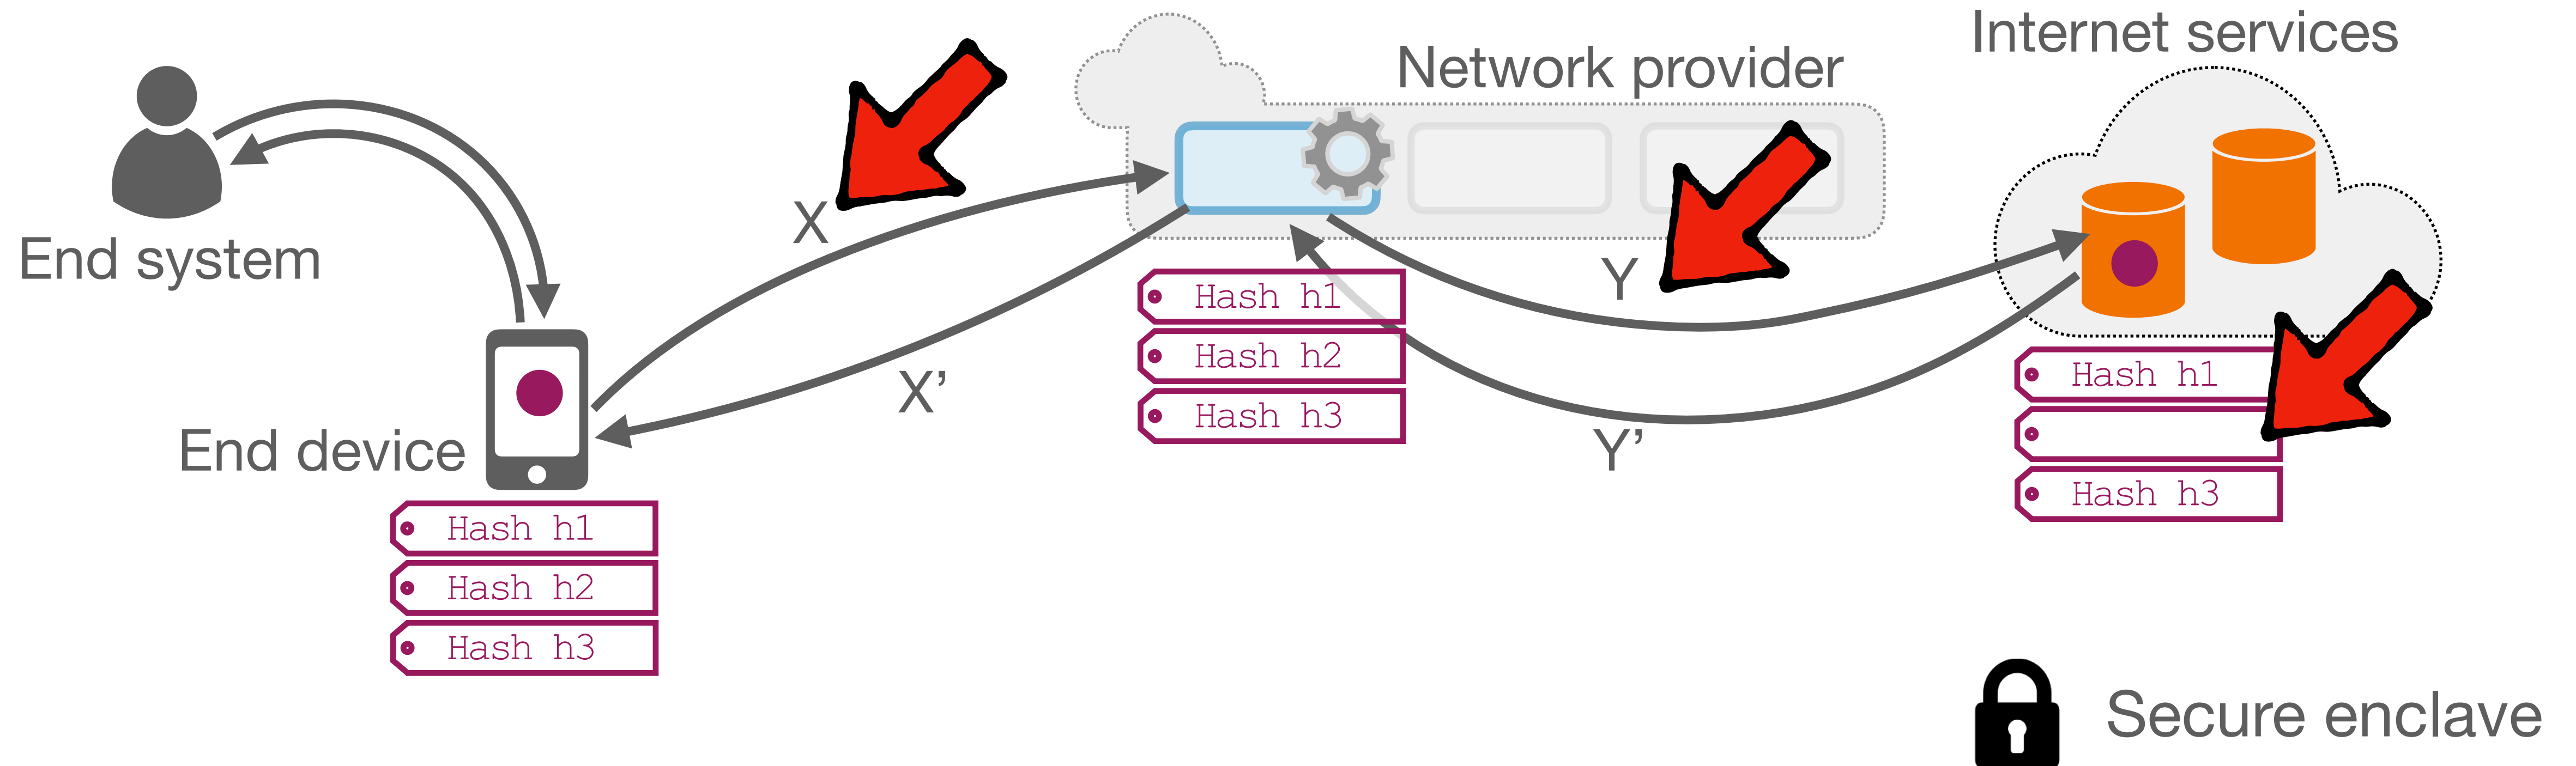 Internet services
Network provider
X
End system
Y
Hash h1
Hash h2
Hash h3
X’
Hash h1
Hash h3
Y’
End device
Hash h1
Hash h2
Hash h3
Secure enclave